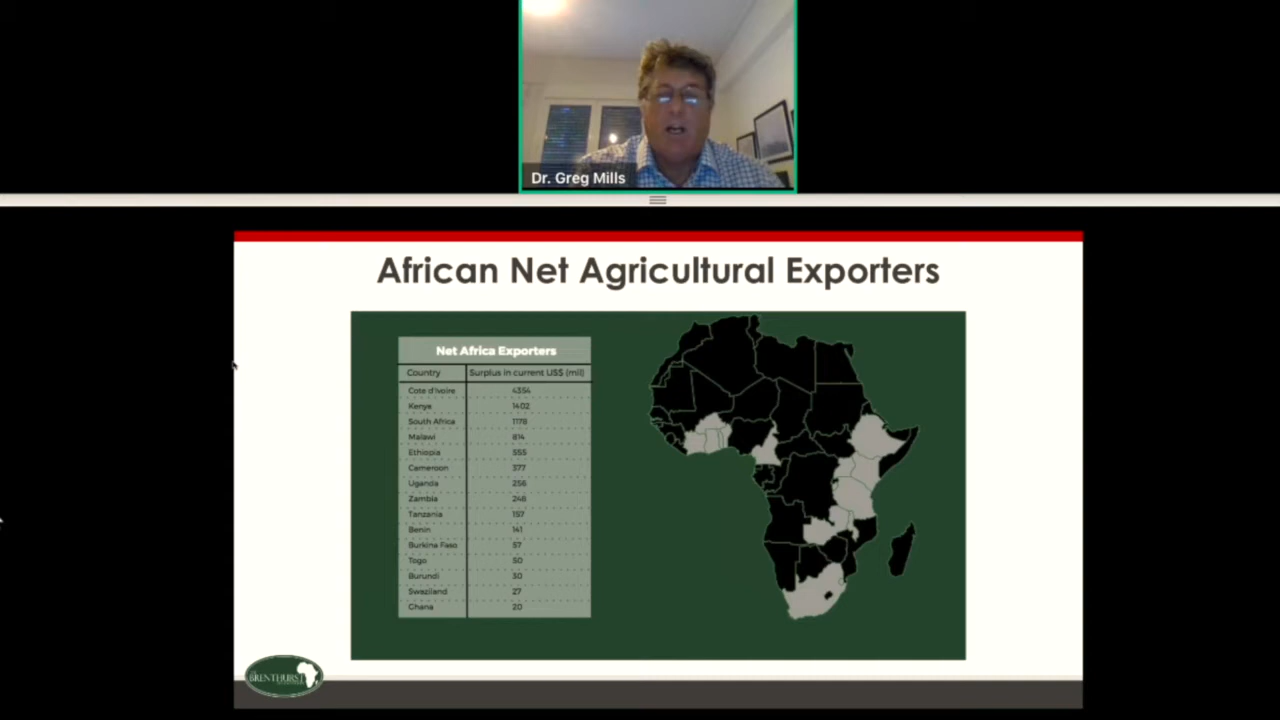 Dr. Greg Mills
African Net Agricultural Exporters
Net Africa Exporters
Country Surplus in current US$ (mil)
Cote d'Ivoire 4354
Kenya 1402
South Africa 1178
Malawi 814
Ethiopia 555
Cameroon 377
Uganda 256
Zambia 248
Tanzania 157
Benin 141
Burkina Faso 57
Togo 50
Burundi 30
Swaziland 27
Ghana 20
BRENTHURST